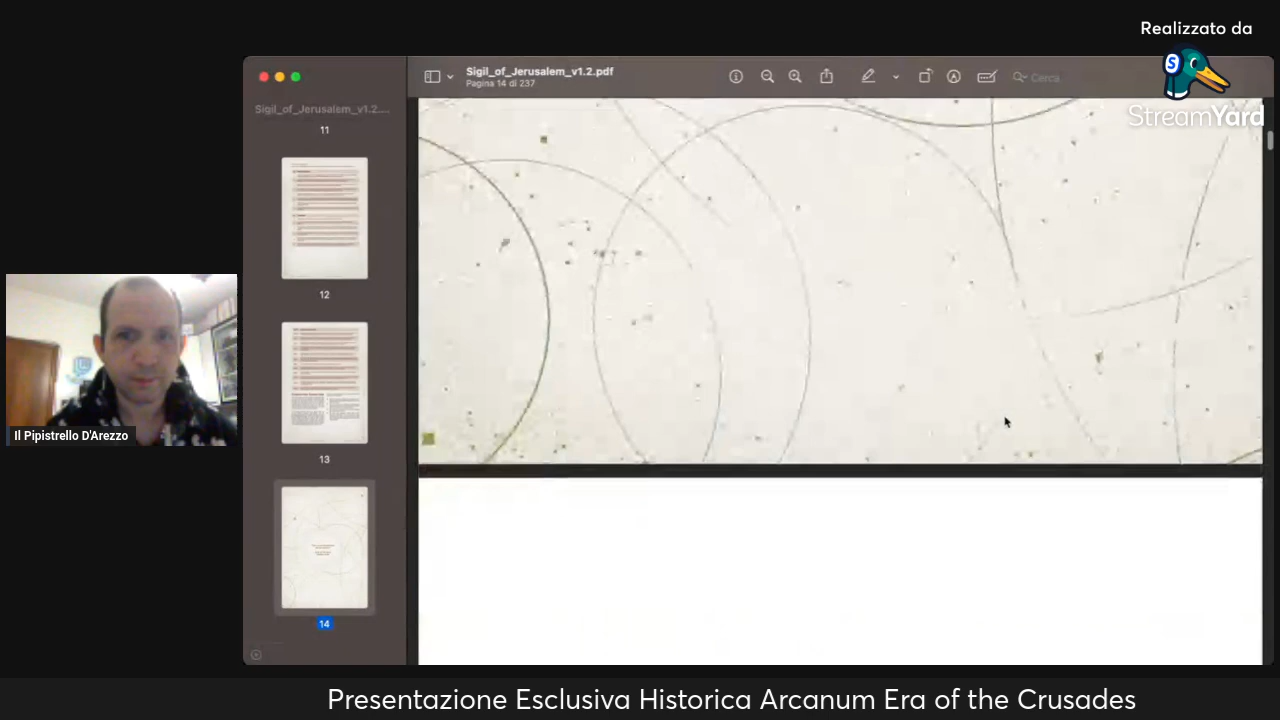 Realizzato da
StreamYard
Sigil_of_Jerusalem_v1.2.pdf
Pagina 14 di 237
Cerca
Sigil_of_Jerusalem_v1.2....
11
12
13
14
Il Pipistrello D'Arezzo
Presentazione Esclusiva Historica Arcanum Era of the Crusades